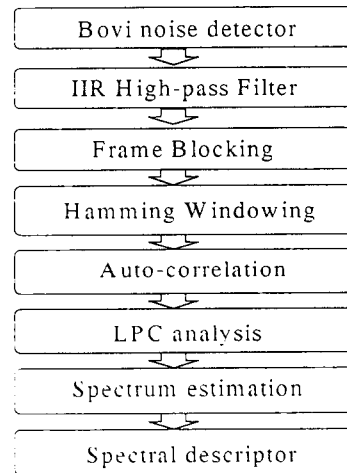 Bovi noise detector
IIR High-pass Filter
Frame Blocking
Hamming Windowing
Auto-correlation
LPC analysis
Spectrum estimation
Spectral descriptor